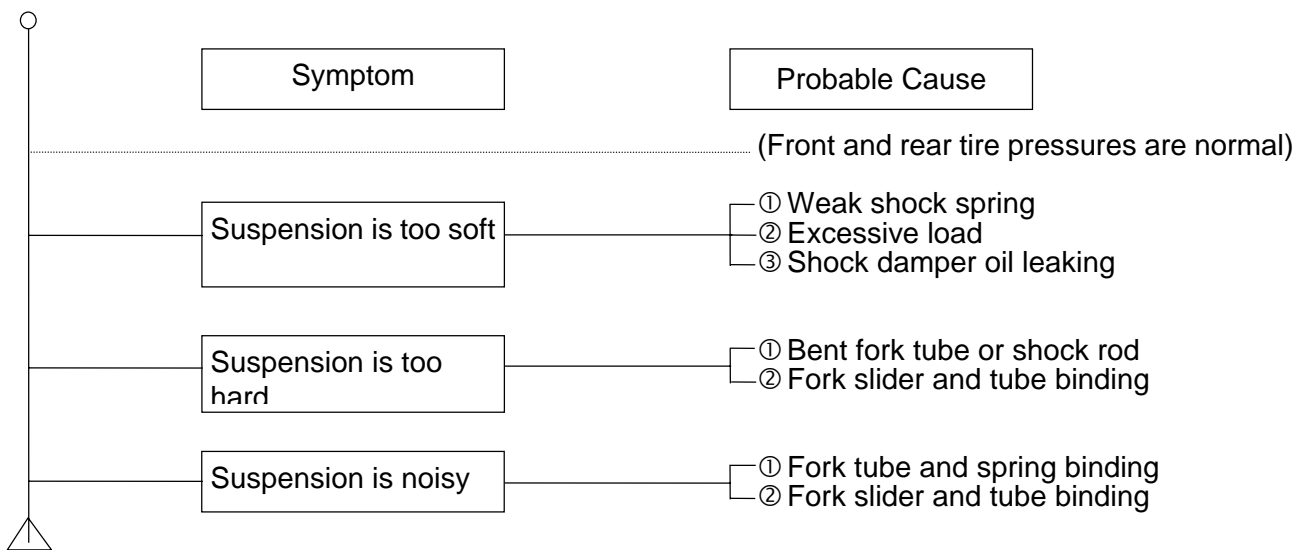 Symptom
Probable Cause
(Front and rear tire pressures are normal)
Suspension is too soft
① Weak shock spring
② Excessive load
③ Shock damper oil leaking
Suspension is too
hard
① Bent fork tube or shock rod
② Fork slider and tube binding
Suspension is noisy
① Fork tube and spring binding
② Fork slider and tube binding